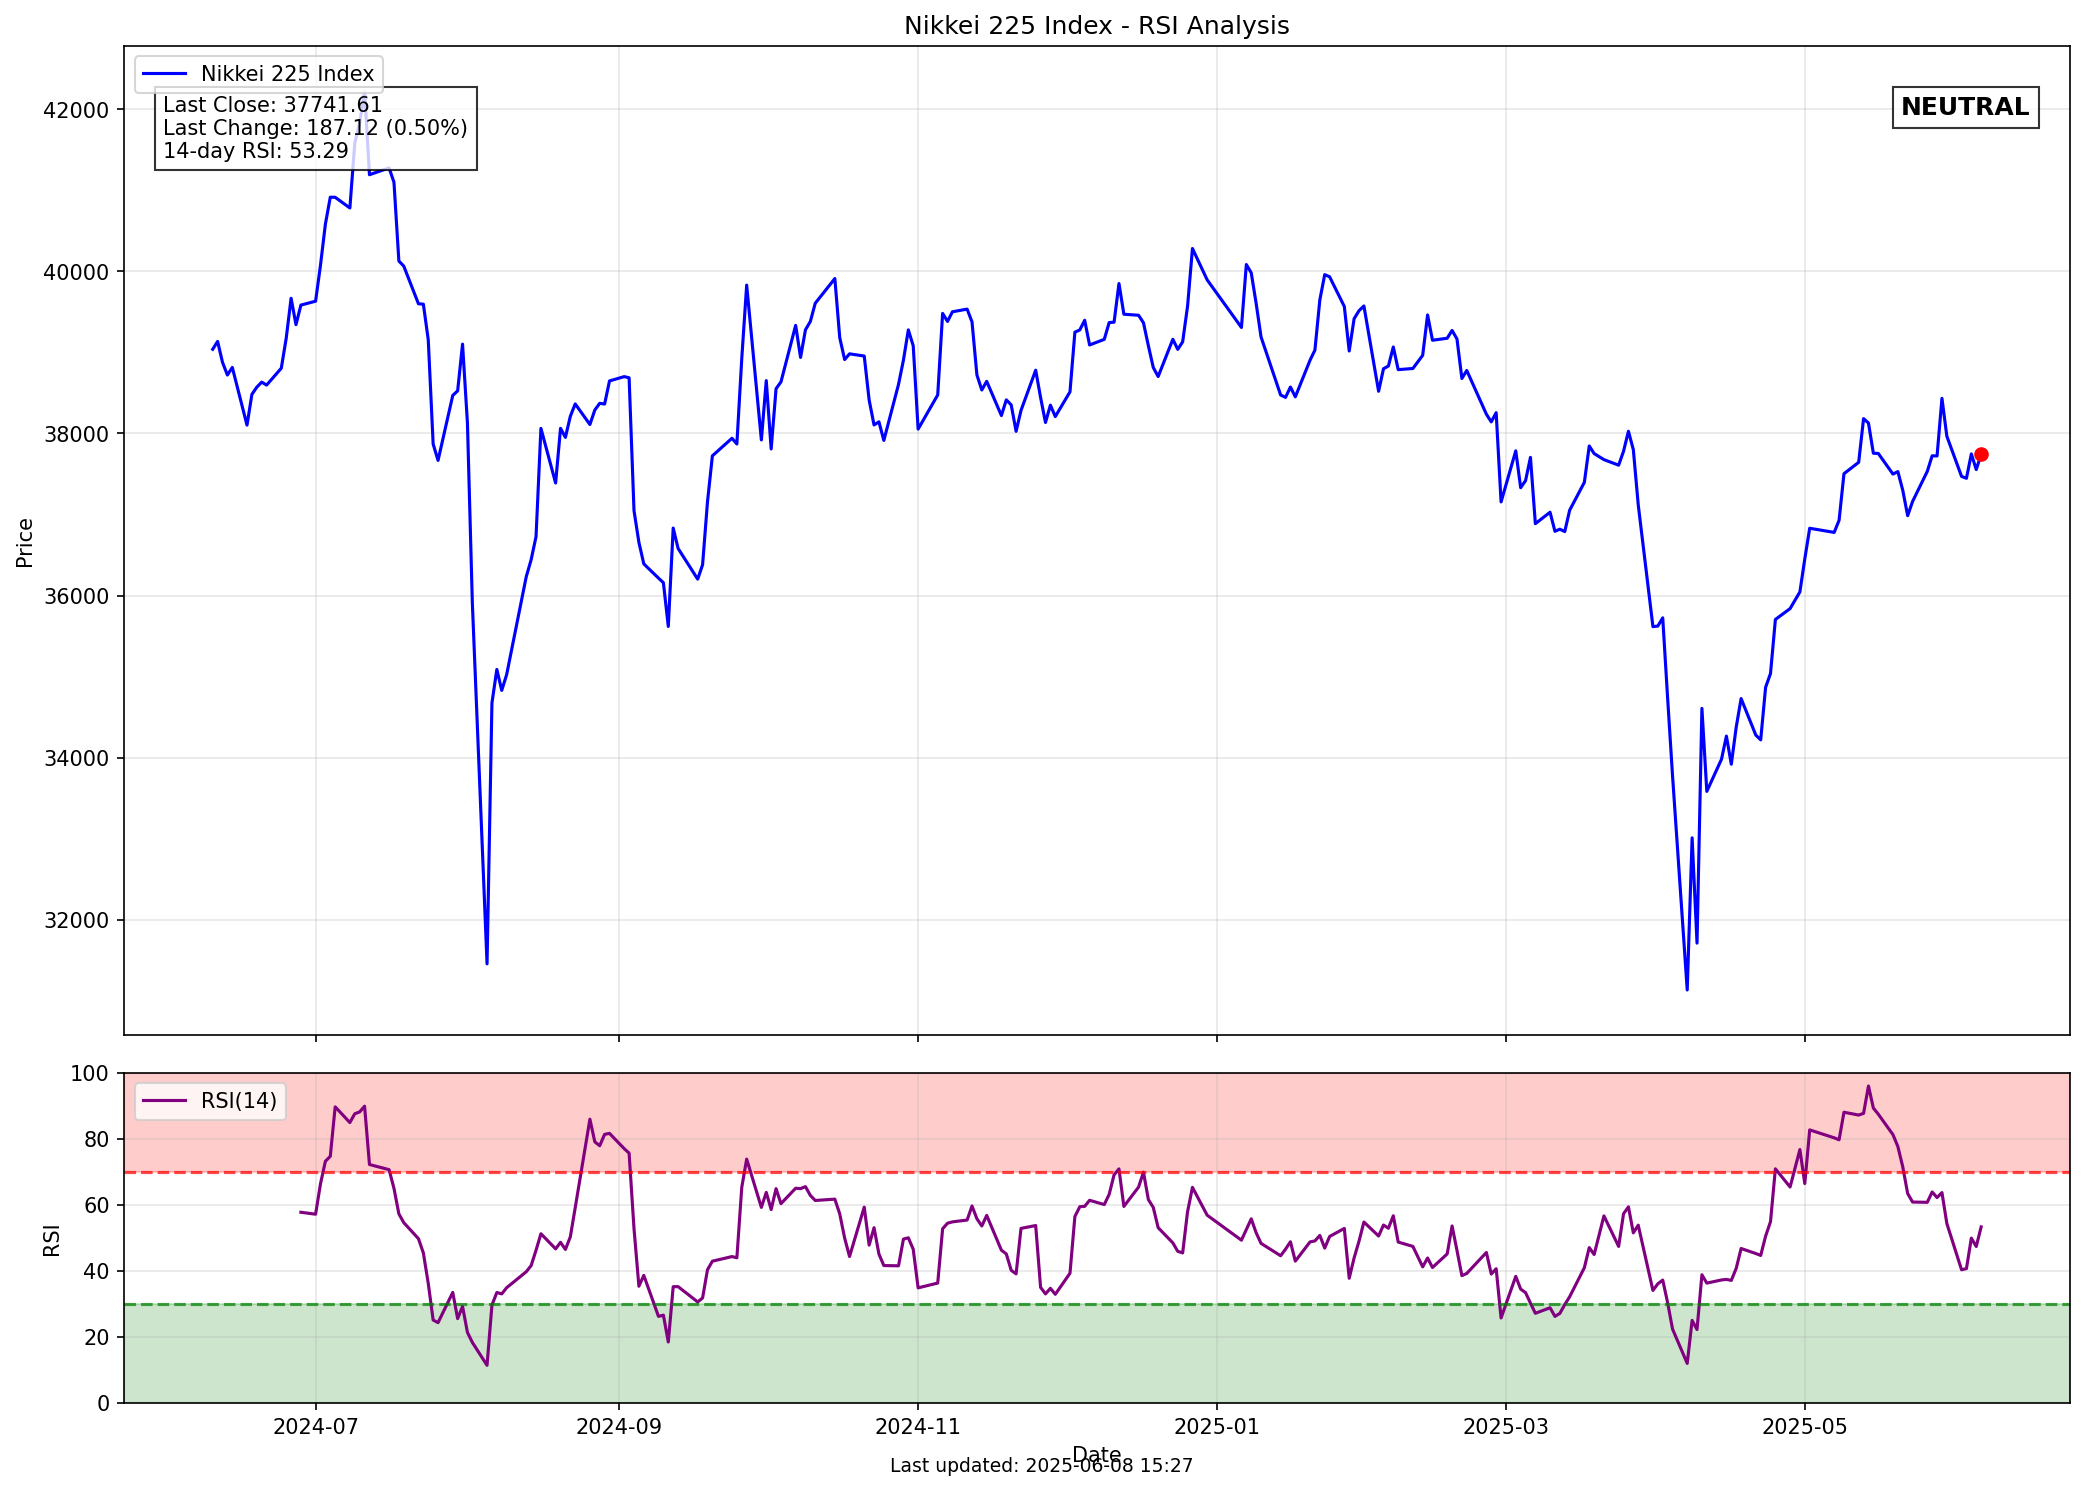 Nikkei 225 Index - RSI Analysis
Nikkei 225 Index
Last Close: 37741.61
Last Change: 187.12 (0.50%)
14-day RSI: 53.29
NEUTRAL
42000
40000
38000
36000
34000
32000
Price
RSI(14)
100
80
60
40
20
0
RSI
2024-07
2024-09
2024-11
2025-01
2025-03
2025-05
Date
Last updated: 2025-06-08 15:27